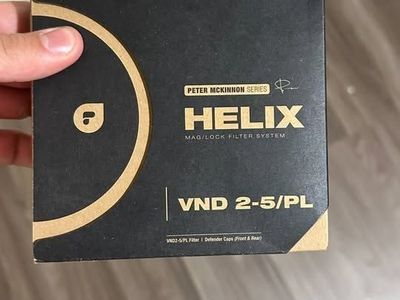 PETER MCKINNON SERIES
HELIX
MAG/LOCK FILTER SYSTEM
VND 2-5/PL
VND2-5/PL Filter | Defender Caps (Front & Rear)